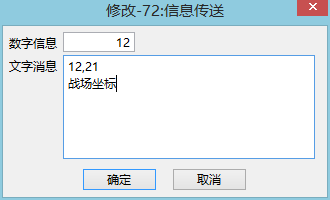 修改-72:信息传送
数字信息 12
文字消息 12,21
战场坐标
确定 取消